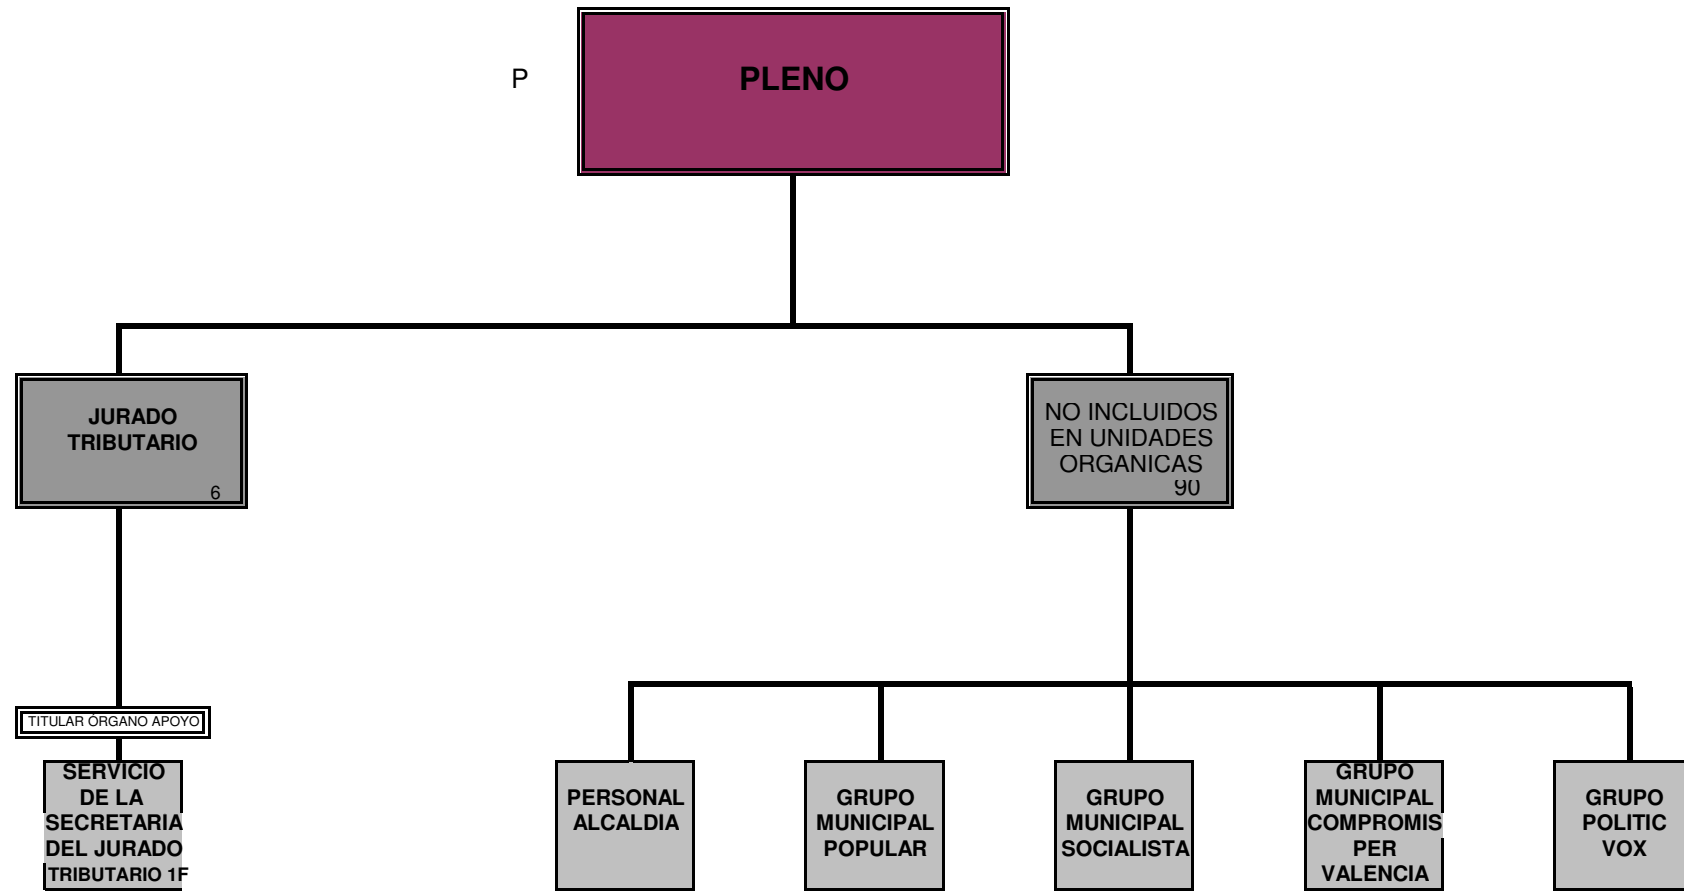 P
PLENO
JURADO
TRIBUTARIO
6
NO INCLUIDOS
EN UNIDADES
ORGANICAS
90
TITULAR ÓRGANO APOYO
SERVICIO
DE LA
SECRETARIA
DEL JURADO
TRIBUTARIO 1F
PERSONAL
ALCALDIA
GRUPO
MUNICIPAL
POPULAR
GRUPO
MUNICIPAL
SOCIALISTA
GRUPO
MUNICIPAL
COMPROMIS
PER
VALENCIA
GRUPO
POLITIC
VOX